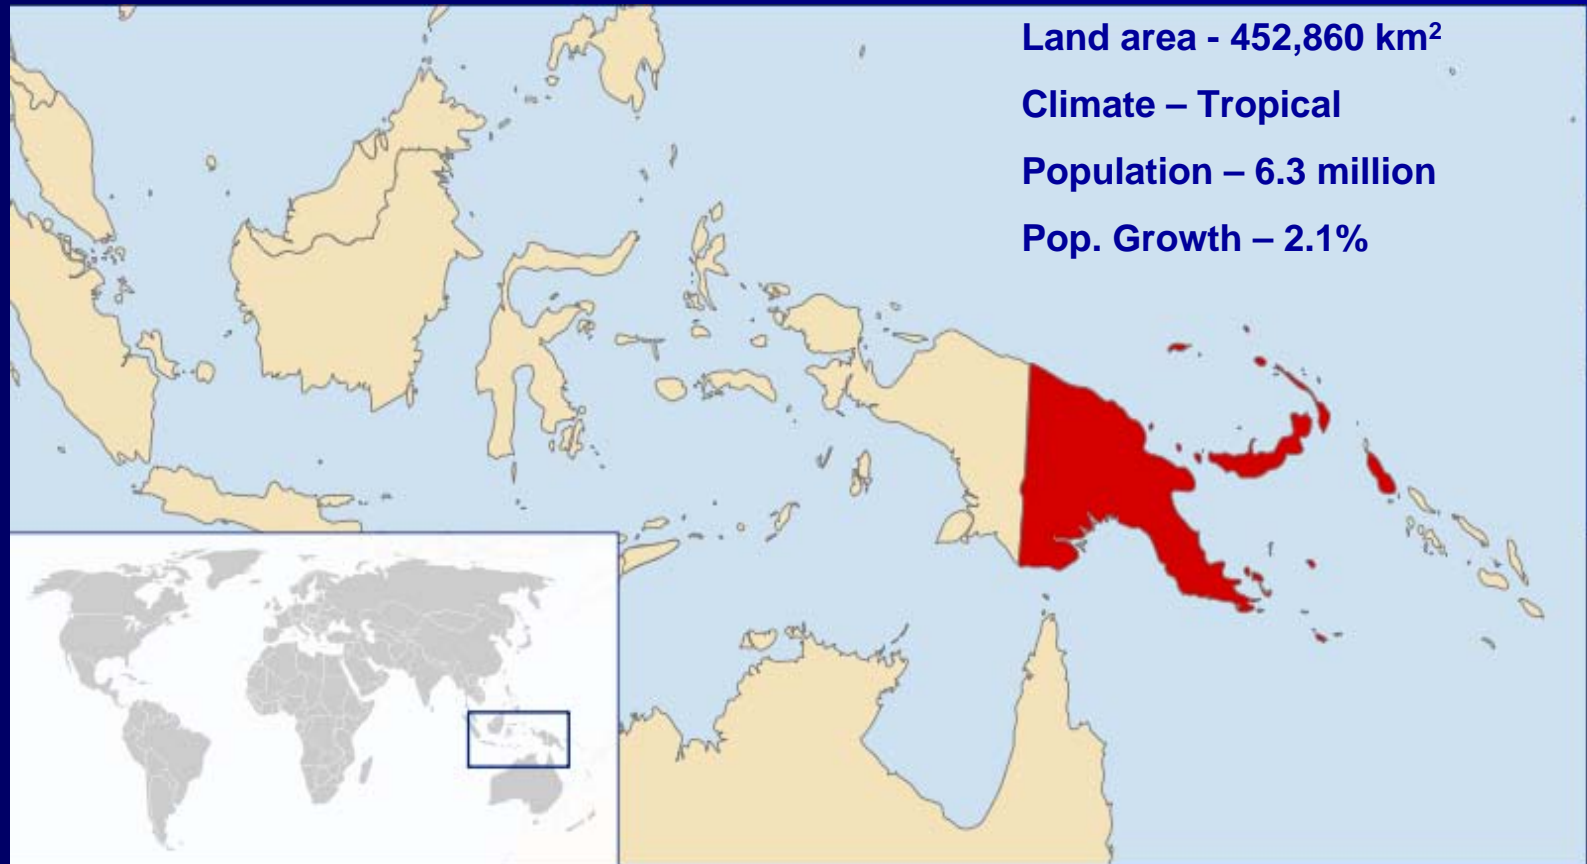 Land area - 452,860 km²
Climate – Tropical
Population – 6.3 million
Pop. Growth – 2.1%